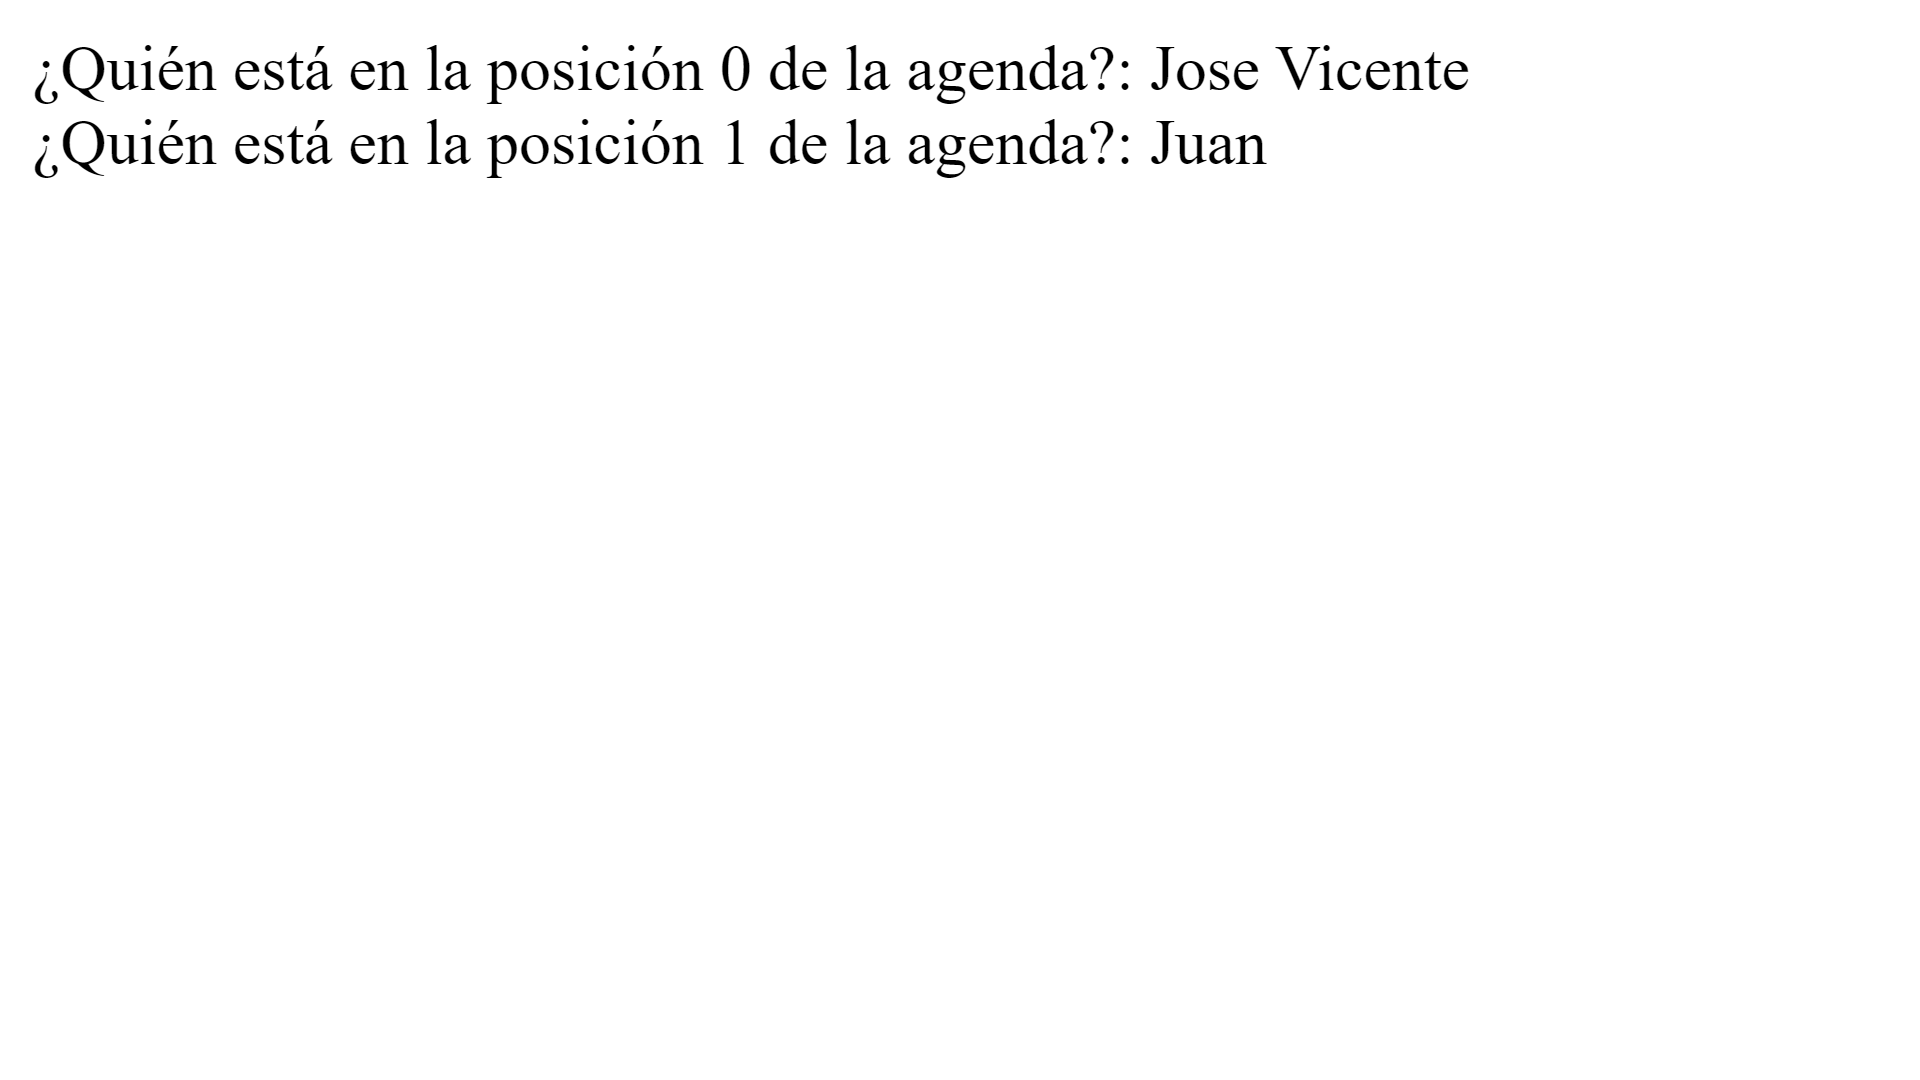 ¿Quién está en la posición 0 de la agenda?: Jose Vicente
¿Quién está en la posición 1 de la agenda?: Juan